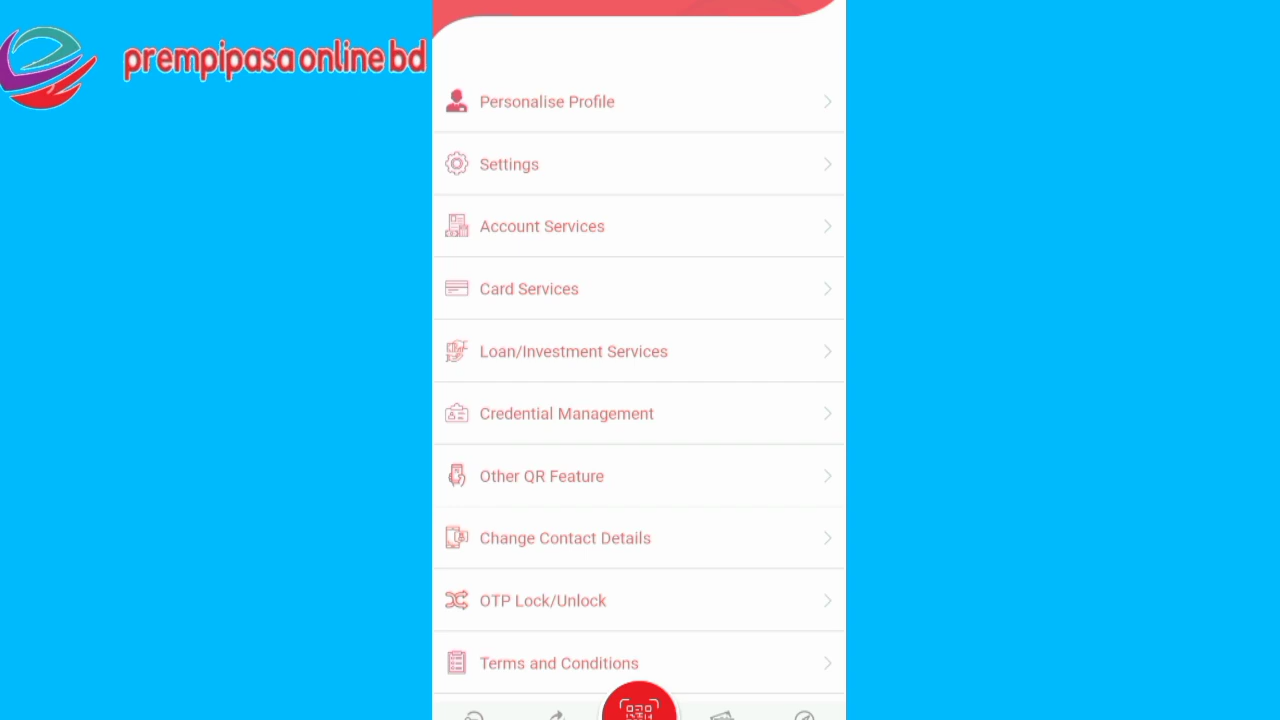 prempipasa online bd
Personalise Profile
Settings
Account Services
Card Services
Loan/Investment Services
Credential Management
Other QR Feature
Change Contact Details
OTP Lock/Unlock
Terms and Conditions